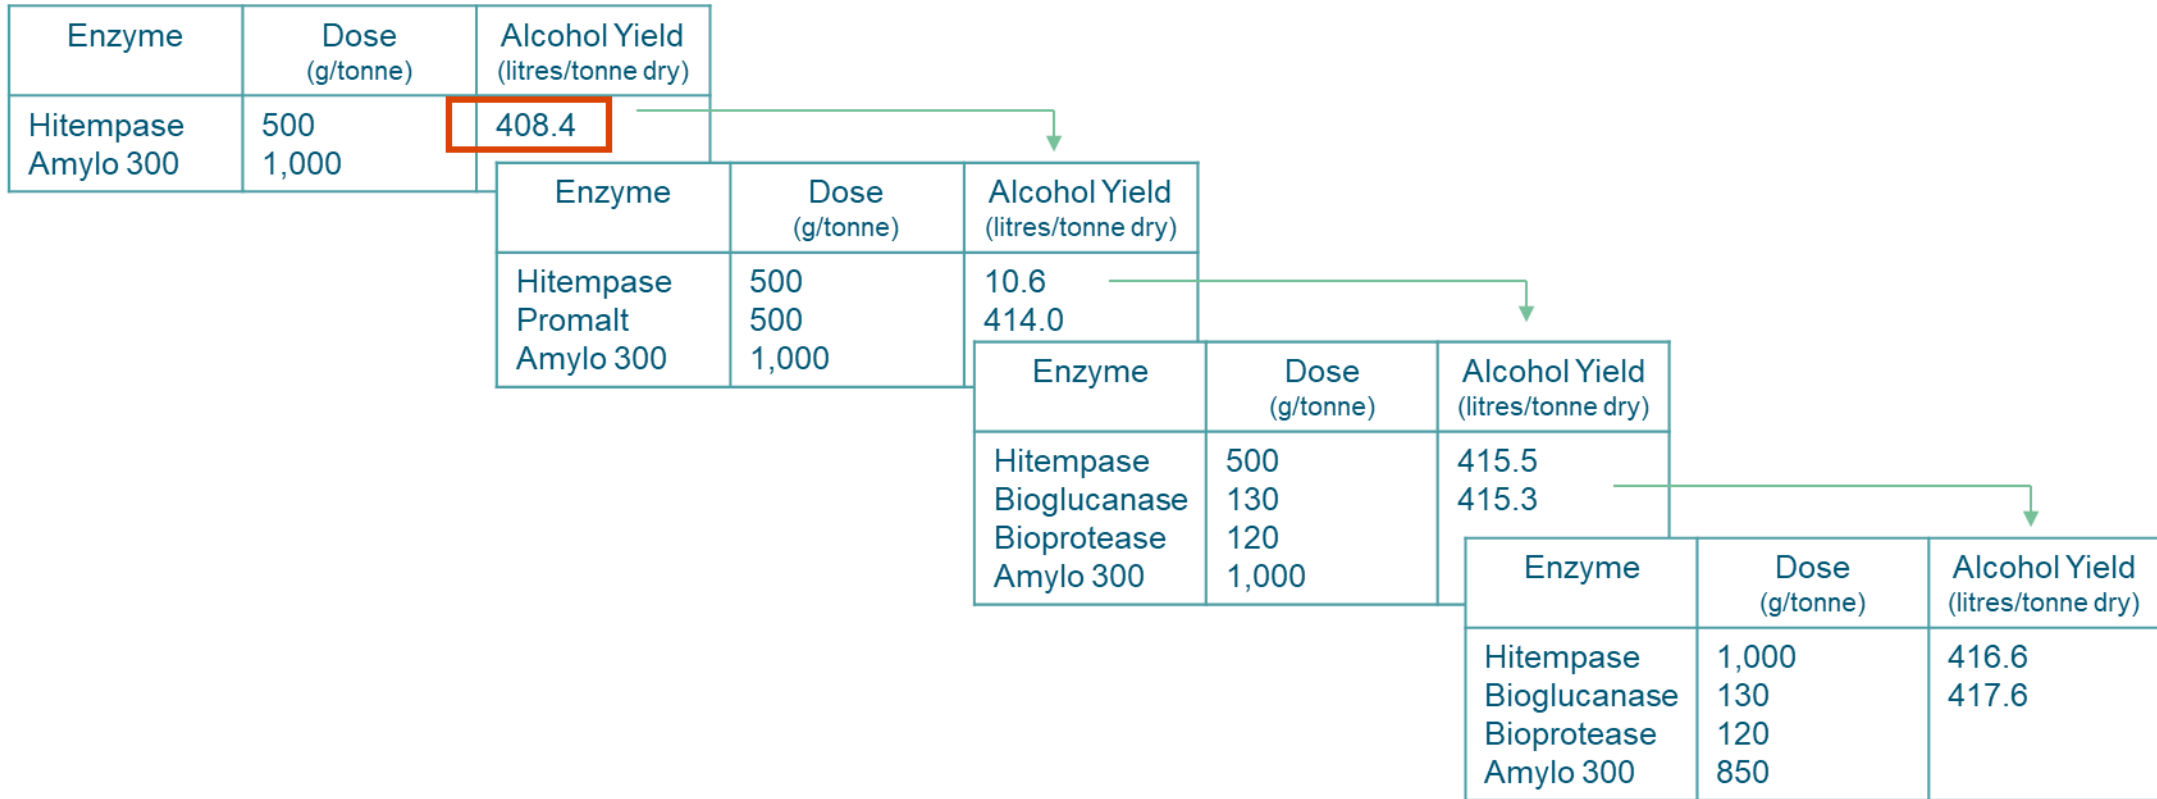 Enzyme Dose Alcohol Yield
(g/tonne) (litres/tonne dry)
Hitempase 500 408.4
Amylo 300 1,000
Enzyme Dose Alcohol Yield
(g/tonne) (litres/tonne dry)
Hitempase 500 10.6
Promalt 500 414.0
Amylo 300 1,000
Enzyme Dose Alcohol Yield
(g/tonne) (litres/tonne dry)
Hitempase 500 415.5
Bioglucanase 130 415.3
Bioprotease 120
Amylo 300 1,000
Enzyme Dose Alcohol Yield
(g/tonne) (litres/tonne dry)
Hitempase 1,000 416.6
Bioglucanase 130 417.6
Bioprotease 120
Amylo 300 850